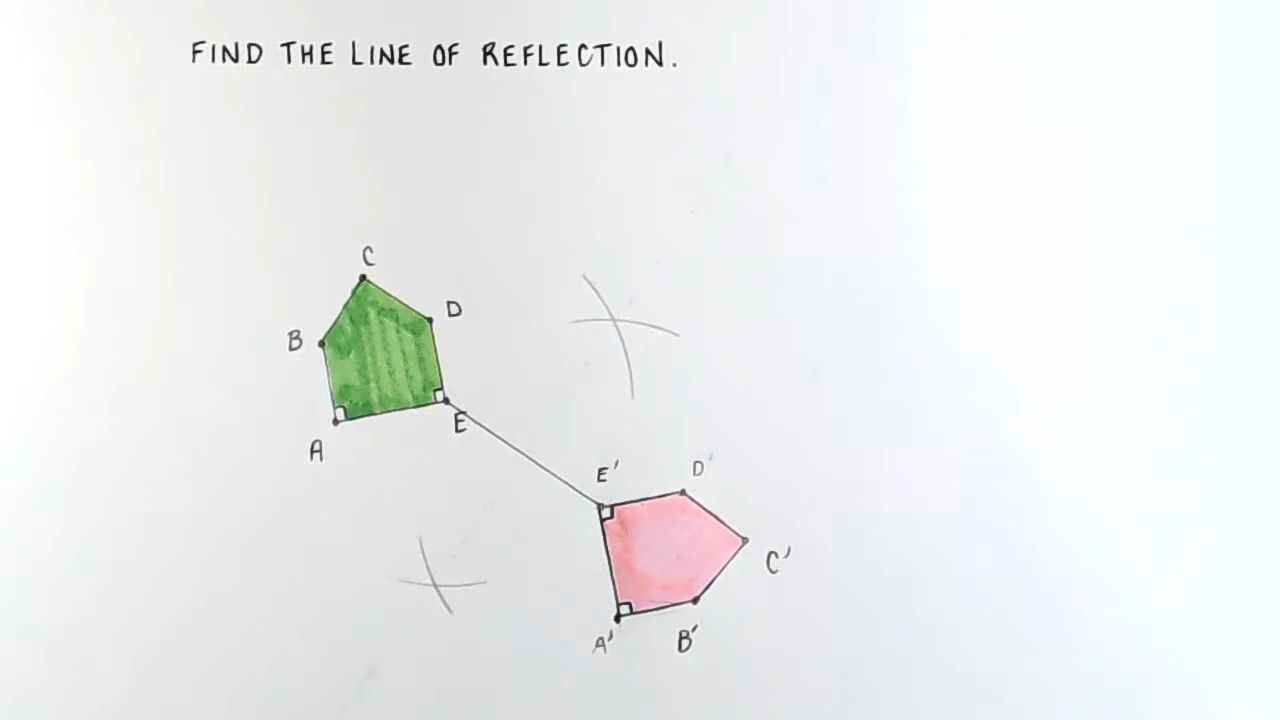 FIND THE LINE OF REFLECTION.
C
D
B
E
A
E'
D'
C'
A'
B'